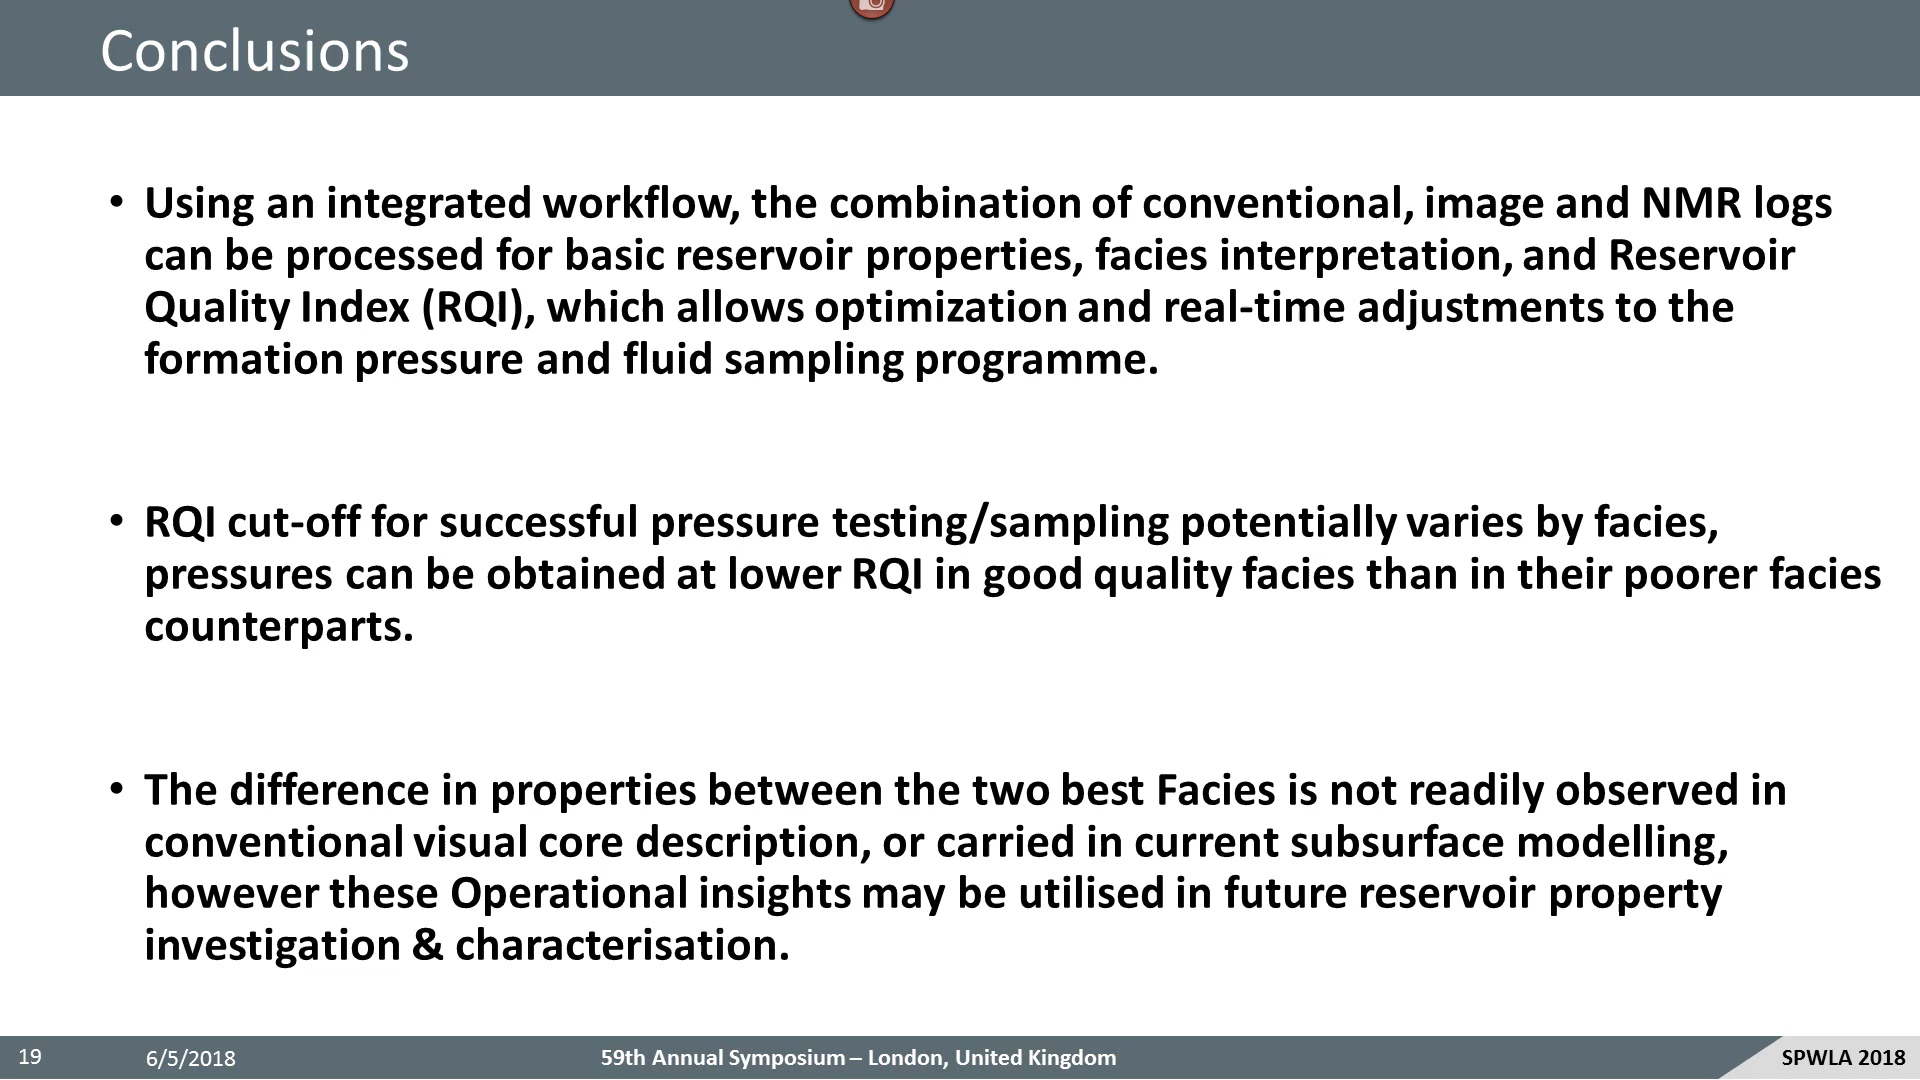 Conclusions
• Using an integrated workflow, the combination of conventional, image and NMR logs
can be processed for basic reservoir properties, facies interpretation, and Reservoir
Quality Index (RQI), which allows optimization and real-time adjustments to the
formation pressure and fluid sampling programme.
• RQI cut-off for successful pressure testing/sampling potentially varies by facies,
pressures can be obtained at lower RQI in good quality facies than in their poorer facies
counterparts.
• The difference in properties between the two best Facies is not readily observed in
conventional visual core description, or carried in current subsurface modelling,
however these Operational insights may be utilised in future reservoir property
investigation & characterisation.
19 6/5/2018 59th Annual Symposium – London, United Kingdom SPWLA 2018